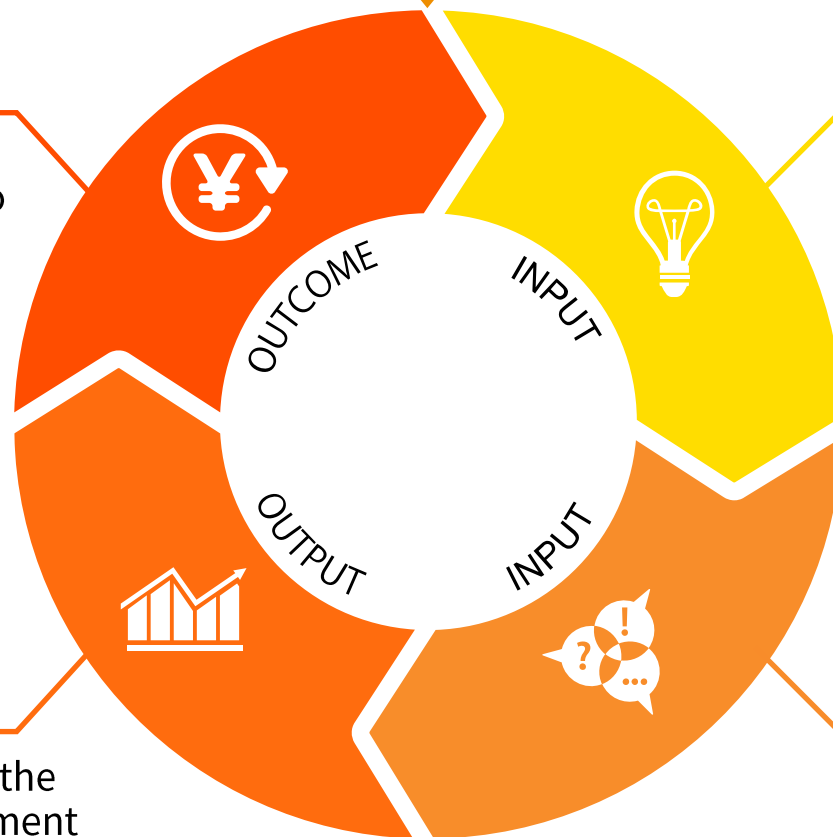 OUTCOME
INPUT
OUTPUT
INPUT
¥
!
?
...
the
ment